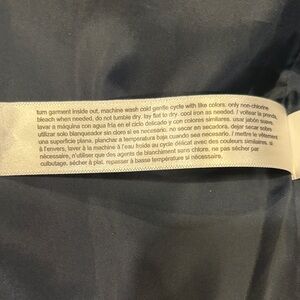 turn garment inside out, machine wash cold gentle cycle with like colors. only non-chlorine
bleach when needed. do not tumble dry. lay flat to dry. cool iron as needed. / voltear la prenda,
lavar a máquina con agua fría en el ciclo delicado y con colores similares. usar jabón suave,
utilizar solo blanqueador sin cloro si es necesario. no secar en secadora, dejar secar sobre
una superficie plana, planchar a temperatura baja cuando sea necesario. / mettre le vêtement
à l'envers, laver à la machine à l'eau froide au cycle délicat avec des couleurs similaires. si
nécessaire, n'utiliser que des agents de blanchiment sans chlore. ne pas sécher par
culbutage, sécher à plat. repasser à basse température si nécessaire.